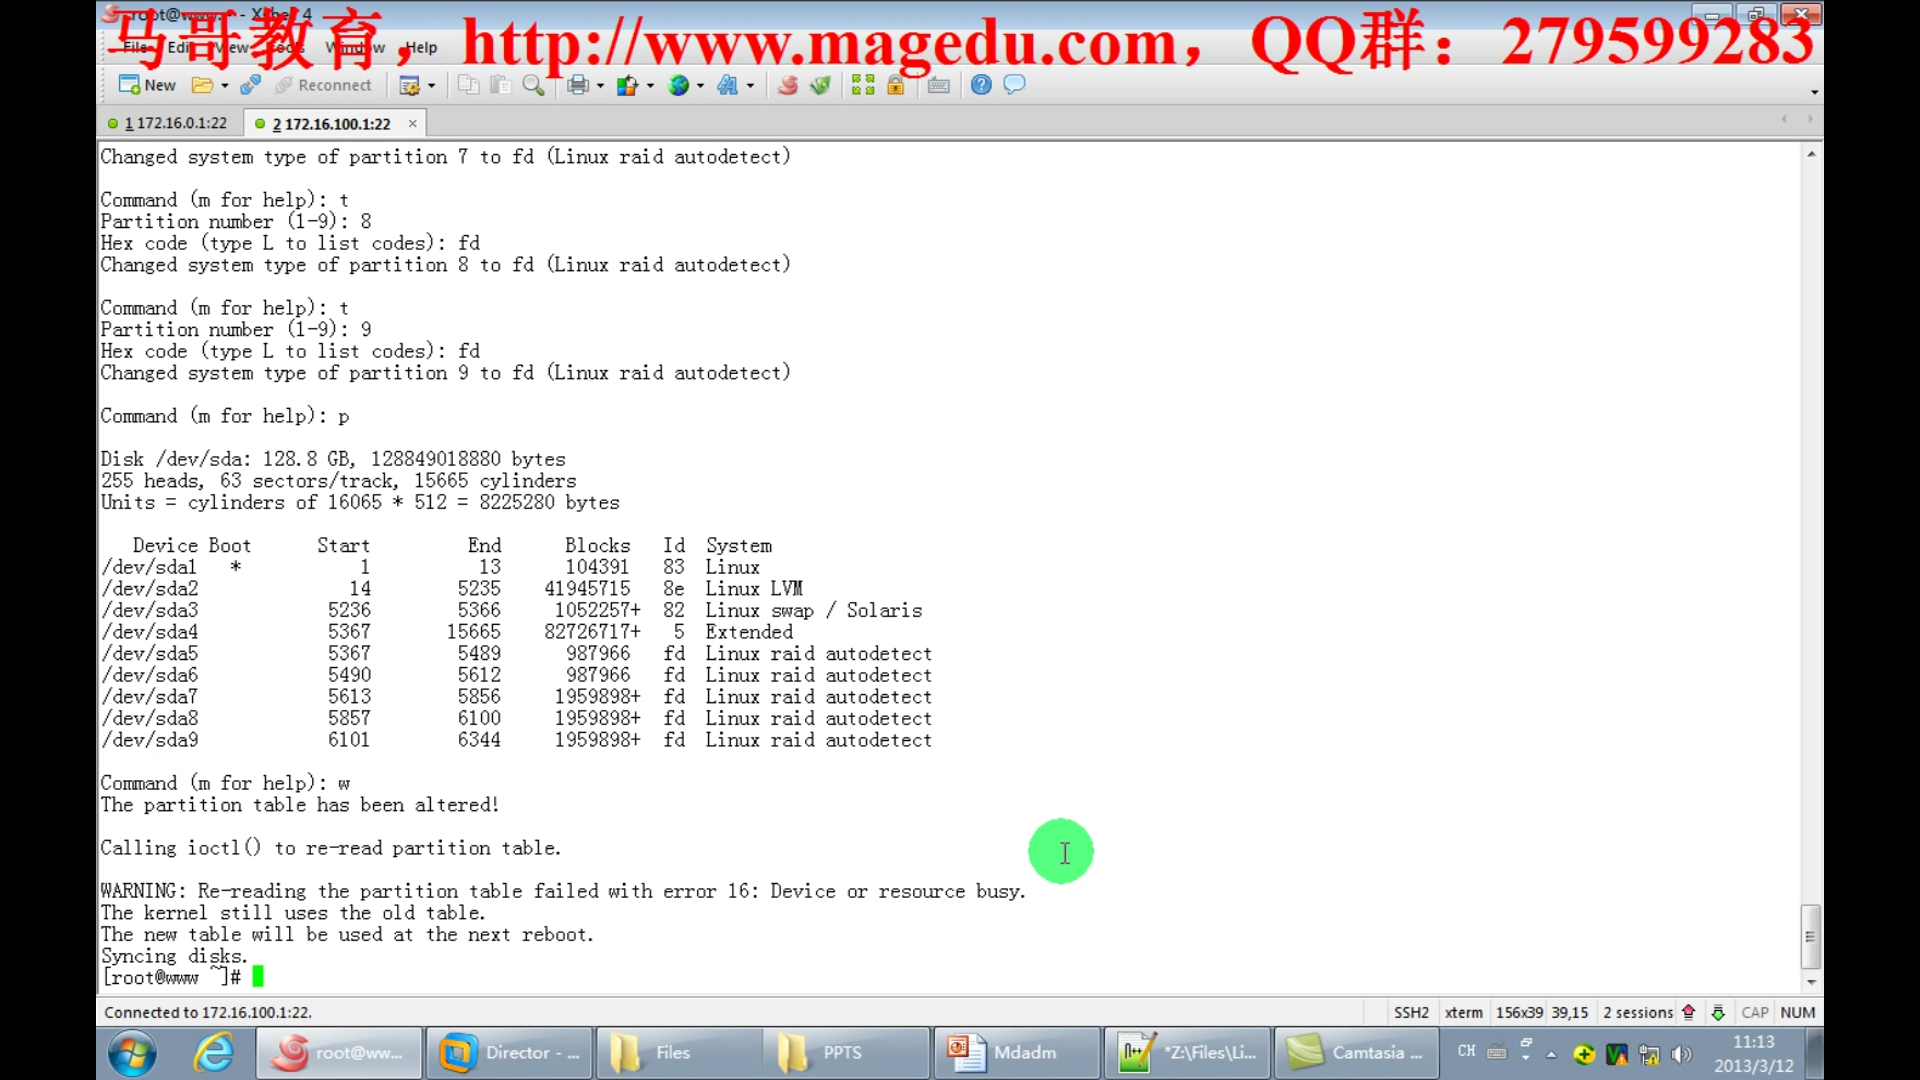 root@www:~ - Xshell 4
马哥教育，http://www.magedu.com，QQ群：279599283
File Edit View Tools Window Help
New Reconnect
1 172.16.0.1:22 2 172.16.100.1:22 ×
Changed system type of partition 7 to fd (Linux raid autodetect)
Command (m for help): t
Partition number (1-9): 8
Hex code (type L to list codes): fd
Changed system type of partition 8 to fd (Linux raid autodetect)
Command (m for help): t
Partition number (1-9): 9
Hex code (type L to list codes): fd
Changed system type of partition 9 to fd (Linux raid autodetect)
Command (m for help): p
Disk /dev/sda: 128.8 GB, 128849018880 bytes
255 heads, 63 sectors/track, 15665 cylinders
Units = cylinders of 16065 * 512 = 8225280 bytes
Device Boot Start End Blocks Id System
/dev/sda1 * 1 13 104391 83 Linux
/dev/sda2 14 5235 41945715 8e Linux LVM
/dev/sda3 5236 5366 1052257+ 82 Linux swap / Solaris
/dev/sda4 5367 15665 82726717+ 5 Extended
/dev/sda5 5367 5489 987966 fd Linux raid autodetect
/dev/sda6 5490 5612 987966 fd Linux raid autodetect
/dev/sda7 5613 5856 1959898+ fd Linux raid autodetect
/dev/sda8 5857 6100 1959898+ fd Linux raid autodetect
/dev/sda9 6101 6344 1959898+ fd Linux raid autodetect
Command (m for help): w
The partition table has been altered!
Calling ioctl() to re-read partition table.
WARNING: Re-reading the partition table failed with error 16: Device or resource busy.
The kernel still uses the old table.
The new table will be used at the next reboot.
Syncing disks.
[root@www ~]#
Connected to 172.16.100.1:22. SSH2 xterm 156x39 39,15 2 sessions CAP NUM
root@ww... Director - ... Files PPTS Mdadm *Z:\Files\Li... Camtasia ... CH 11:13
2013/3/12